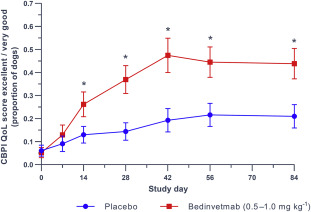 CBPI QoL score excellent / very good
(proportion of dogs)
0.7
0.6
0.5
0.4
0.3
0.2
0.1
0.0
* * * * *
0 14 28 42 56 84
Study day
Placebo Bedinvetmab (0.5–1.0 mg kg⁻¹)